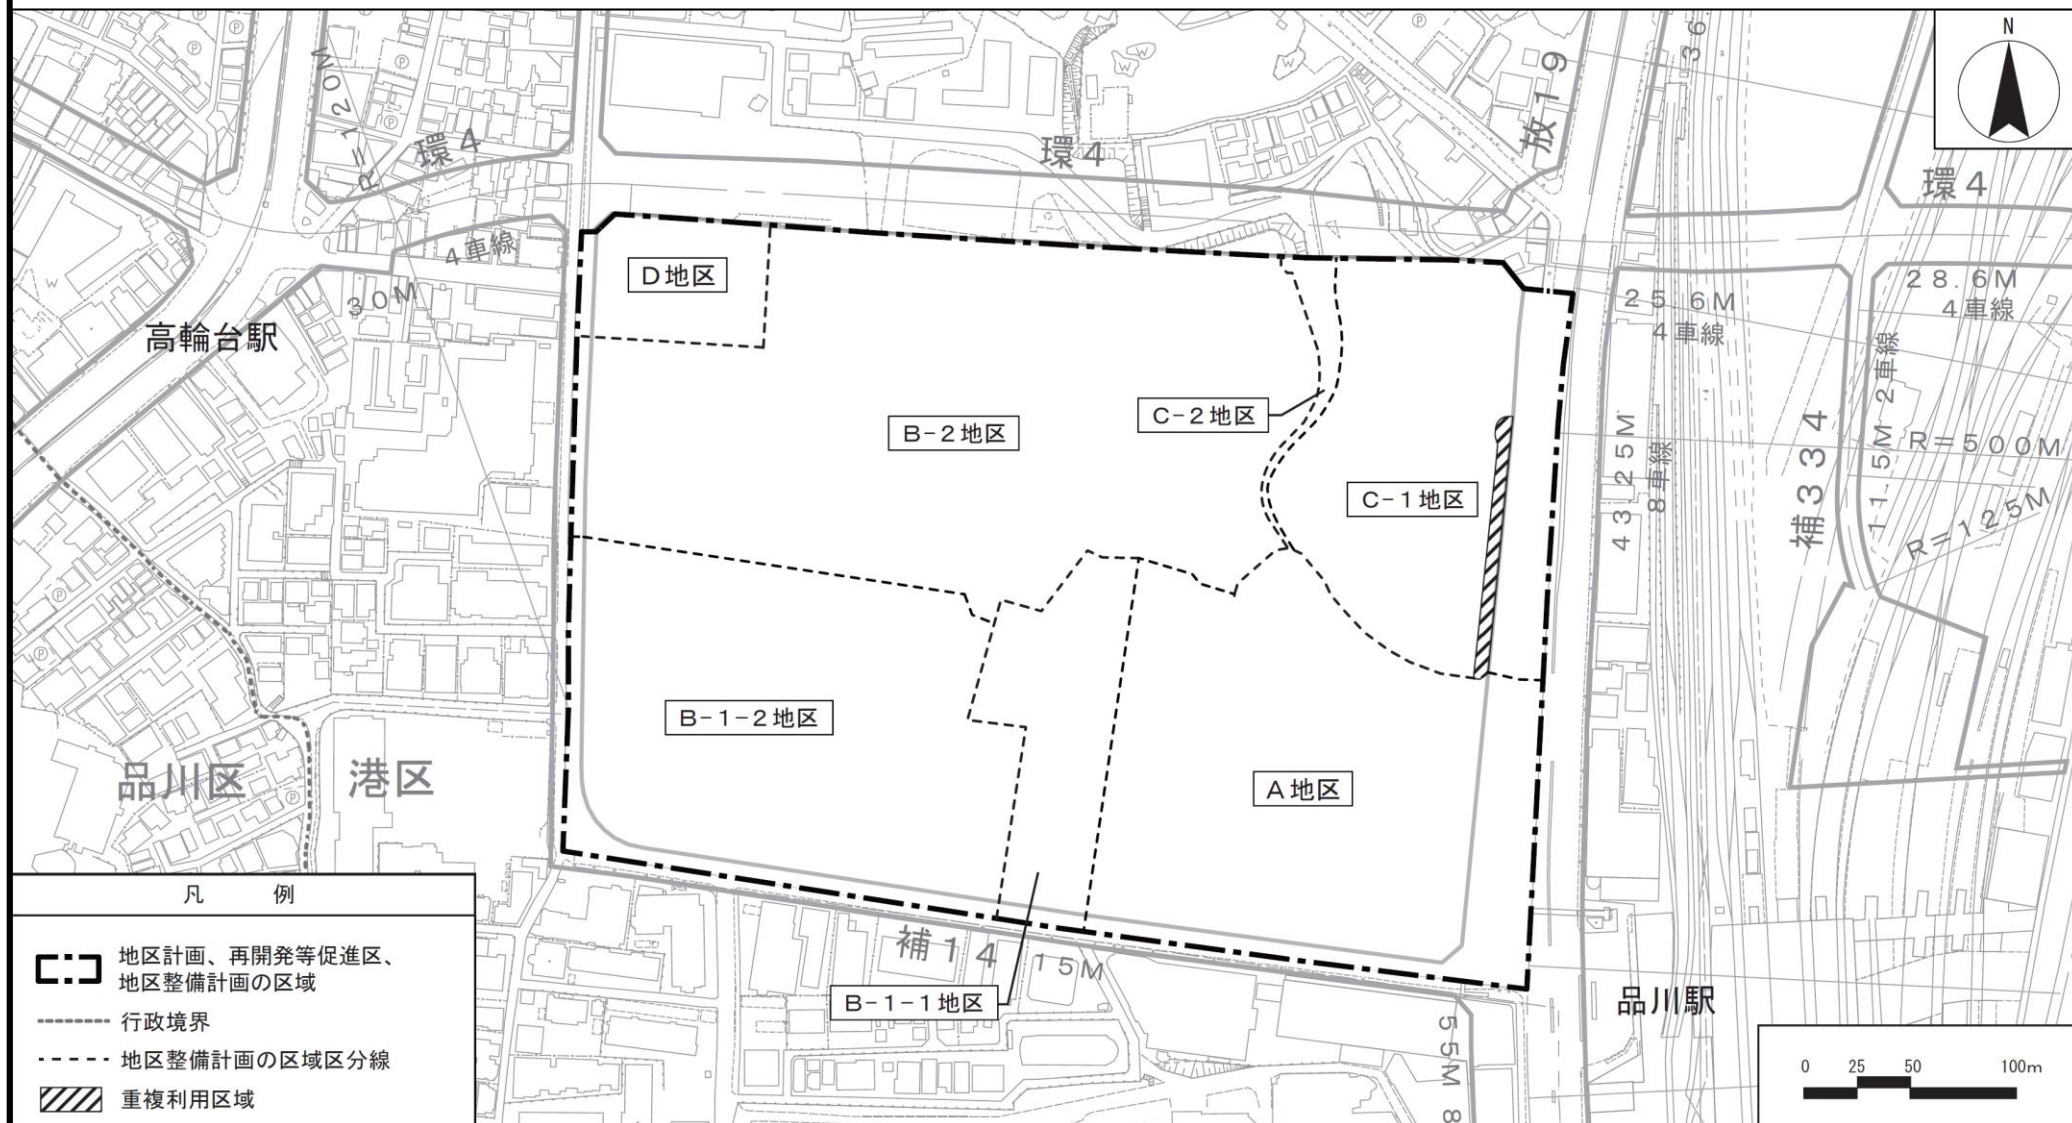 N
放19
36
R=120M
環4
環4
環4
4車線
D地区
30M
25.6M
4車線
28.6M
4車線
高輪台駅
B-2地区
C-2地区
C-1地区
43.25M
8車線
補334
11.5M 2車線
R=500M
R=125M
B-1-2地区
A地区
品川区
港区
補14
15M
B-1-1地区
品川駅
55M 8
凡 例
地区計画、再開発等促進区、
地区整備計画の区域
行政境界
地区整備計画の区域区分線
重複利用区域
0 25 50 100m
P
P
P
P
P
P
P
P
W
W
W